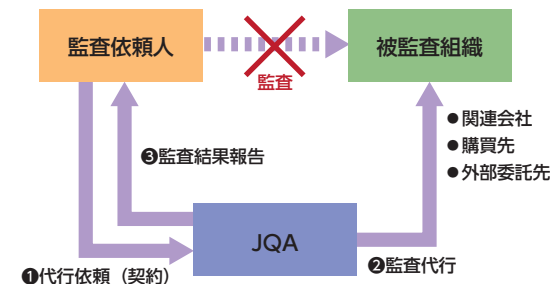 監査依頼人
被監査組織
監査
●関連会社
●購買先
●外部委託先
❸監査結果報告
JQA
❷監査代行
❶代行依頼（契約）